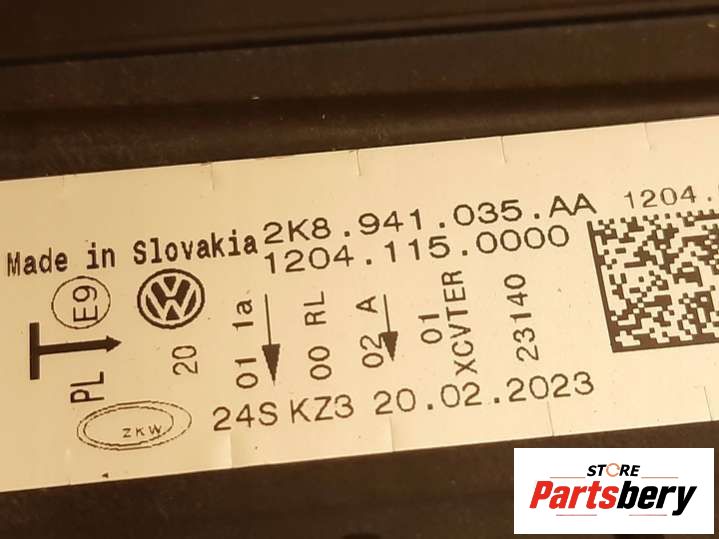 2K8.941.035.AA
1204.
Made in Slovakia
1204.115.0000
E9
PL
20
01 1a
00 RL
02 A
01
XCVTER
23140
ZKW
24S KZ3 20.02.2023
STORE
Partsbery